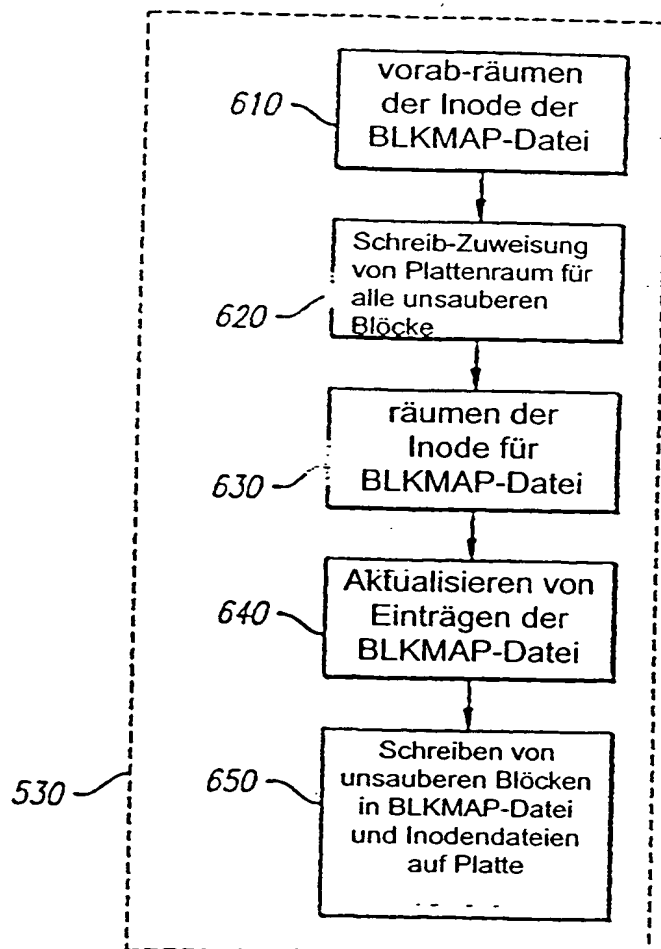 610
vorab-räumen
der Inode der
BLKMAP-Datei
620
Schreib-Zuweisung
von Plattenraum für
alle unsauberen
Blöcke
630
räumen der
Inode für
BLKMAP-Datei
640
Aktualisieren von
Einträgen der
BLKMAP-Datei
530
650
Schreiben von
unsauberen Blöcken
in BLKMAP-Datei
und Inodendateien
auf Platte